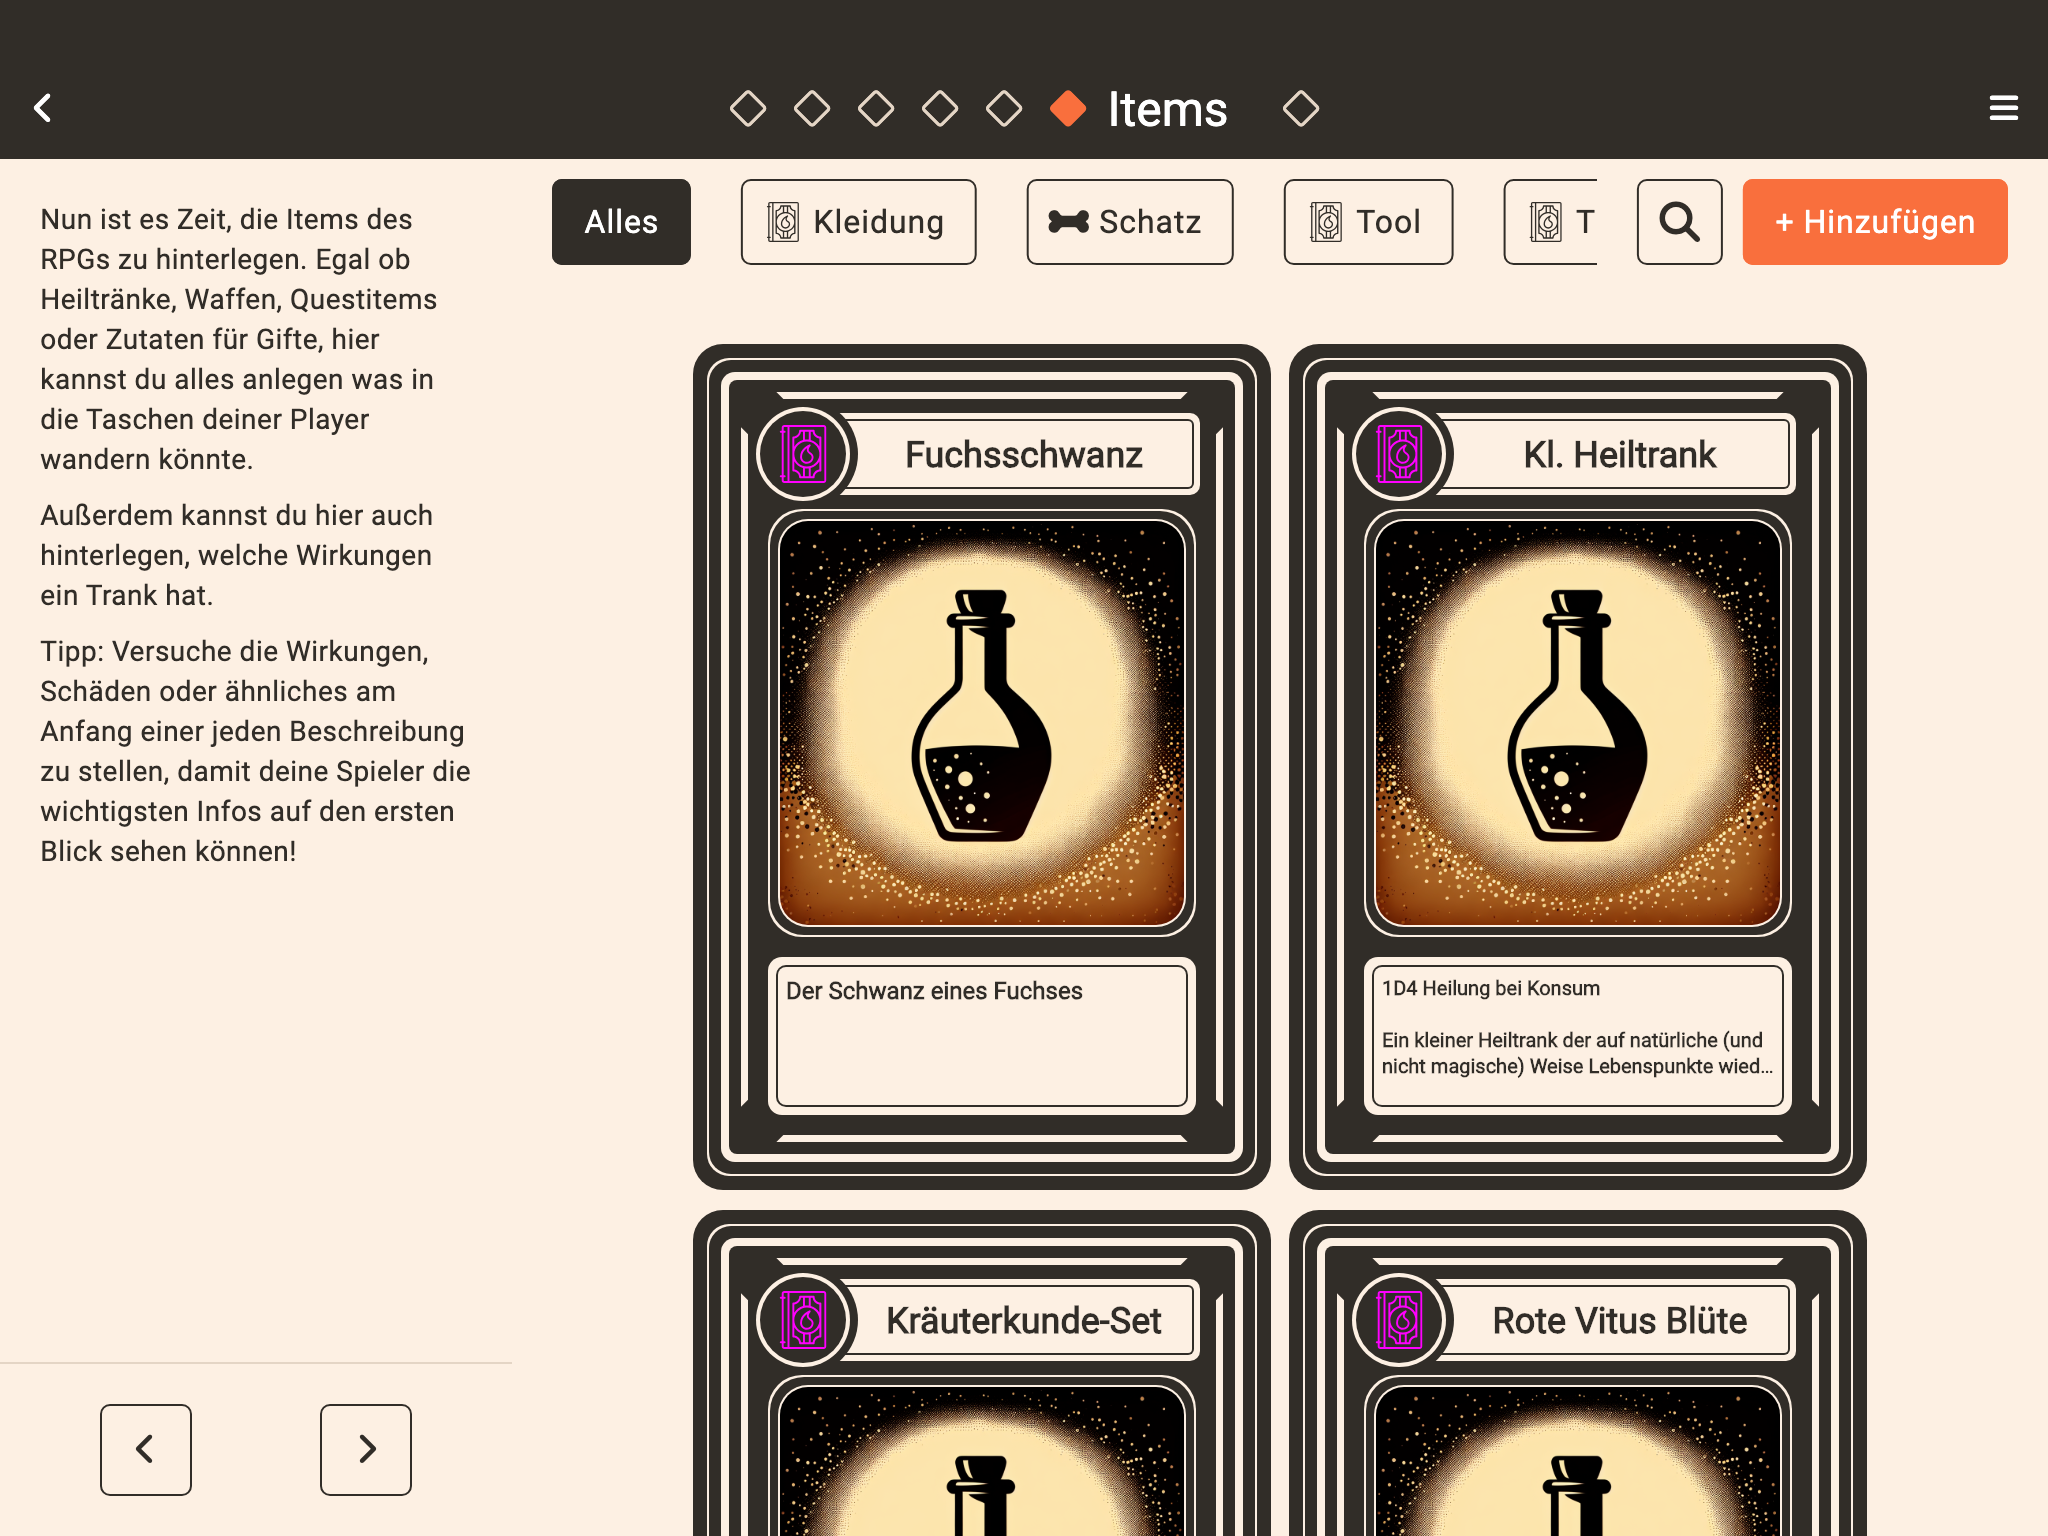 Items
Nun ist es Zeit, die Items des
RPGs zu hinterlegen. Egal ob
Heiltränke, Waffen, Questitems
oder Zutaten für Gifte, hier
kannst du alles anlegen was in
die Taschen deiner Player
wandern könnte.
Außerdem kannst du hier auch
hinterlegen, welche Wirkungen
ein Trank hat.
Tipp: Versuche die Wirkungen,
Schäden oder ähnliches am
Anfang einer jeden Beschreibung
zu stellen, damit deine Spieler die
wichtigsten Infos auf den ersten
Blick sehen können!
Alles
Kleidung
Schatz
Tool
T
+ Hinzufügen
Fuchsschwanz
Der Schwanz eines Fuchses
Kl. Heiltrank
1D4 Heilung bei Konsum
Ein kleiner Heiltrank der auf natürliche (und
nicht magische) Weise Lebenspunkte wied...
Kräuterkunde-Set
Rote Vitus Blüte